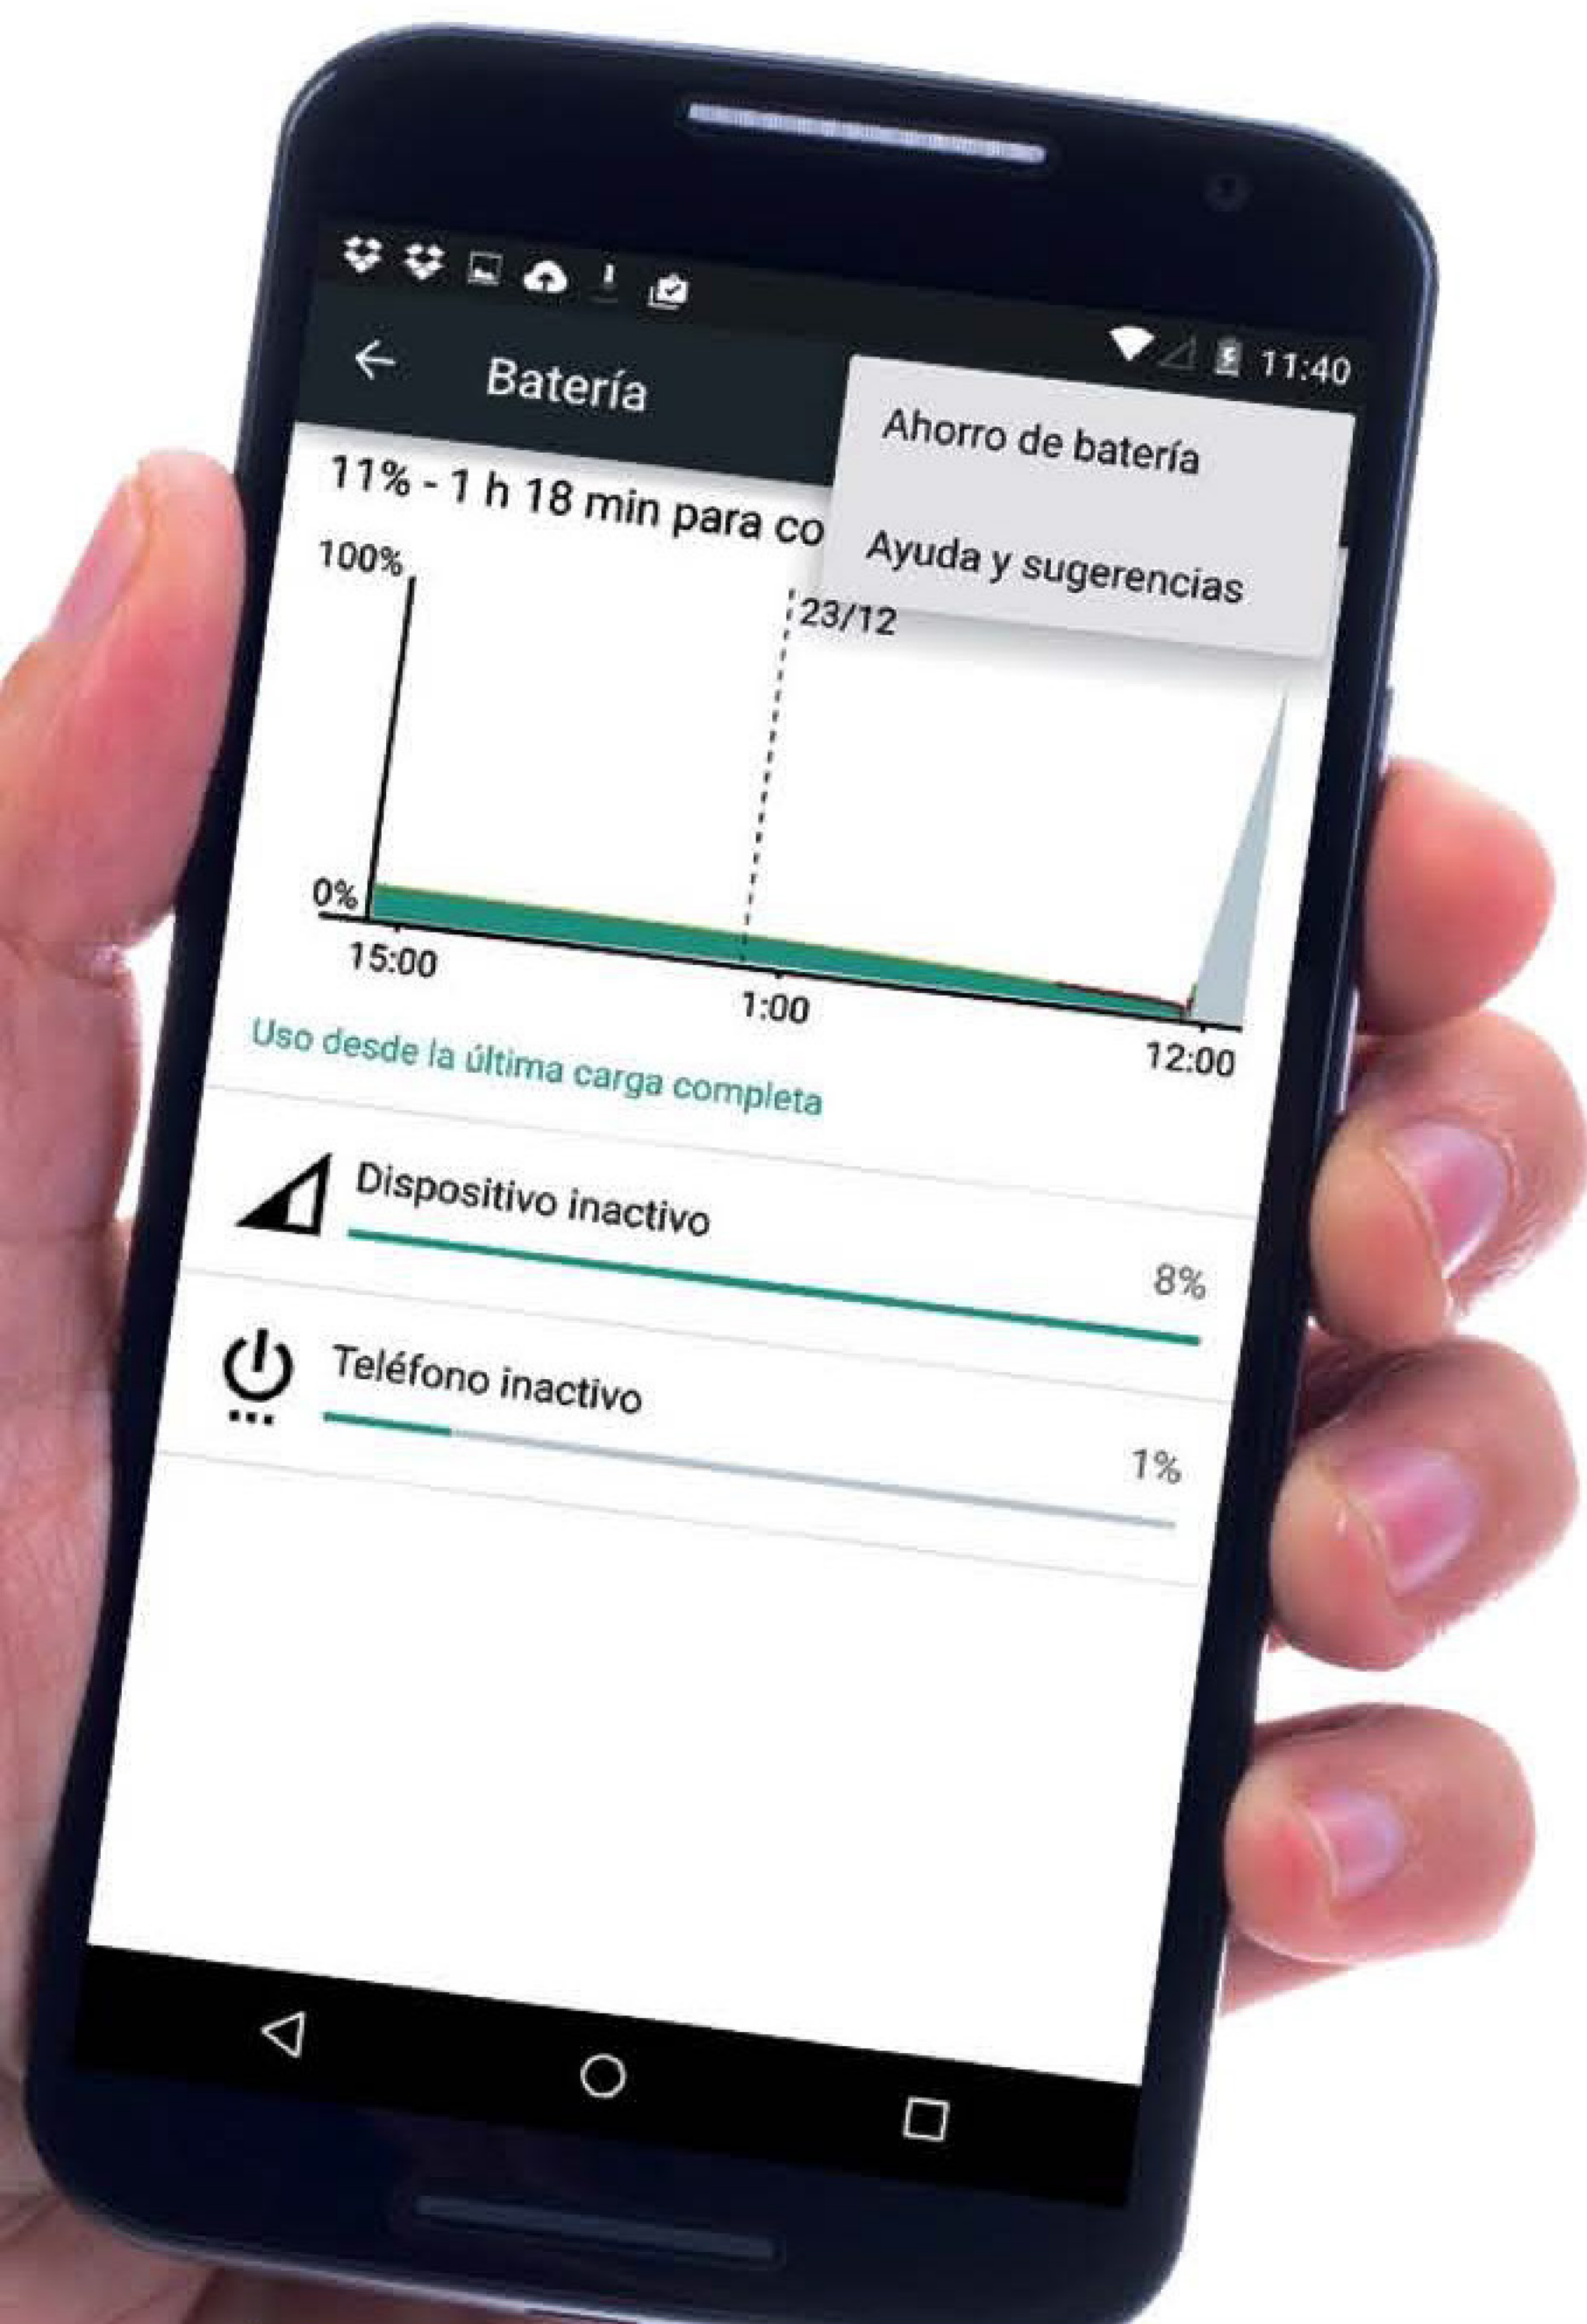 11:40
Batería
Ahorro de batería
Ayuda y sugerencias
11% - 1 h 18 min para co
100%
23/12
0%
15:00
1:00
12:00
Uso desde la última carga completa
Dispositivo inactivo
8%
Teléfono inactivo
1%